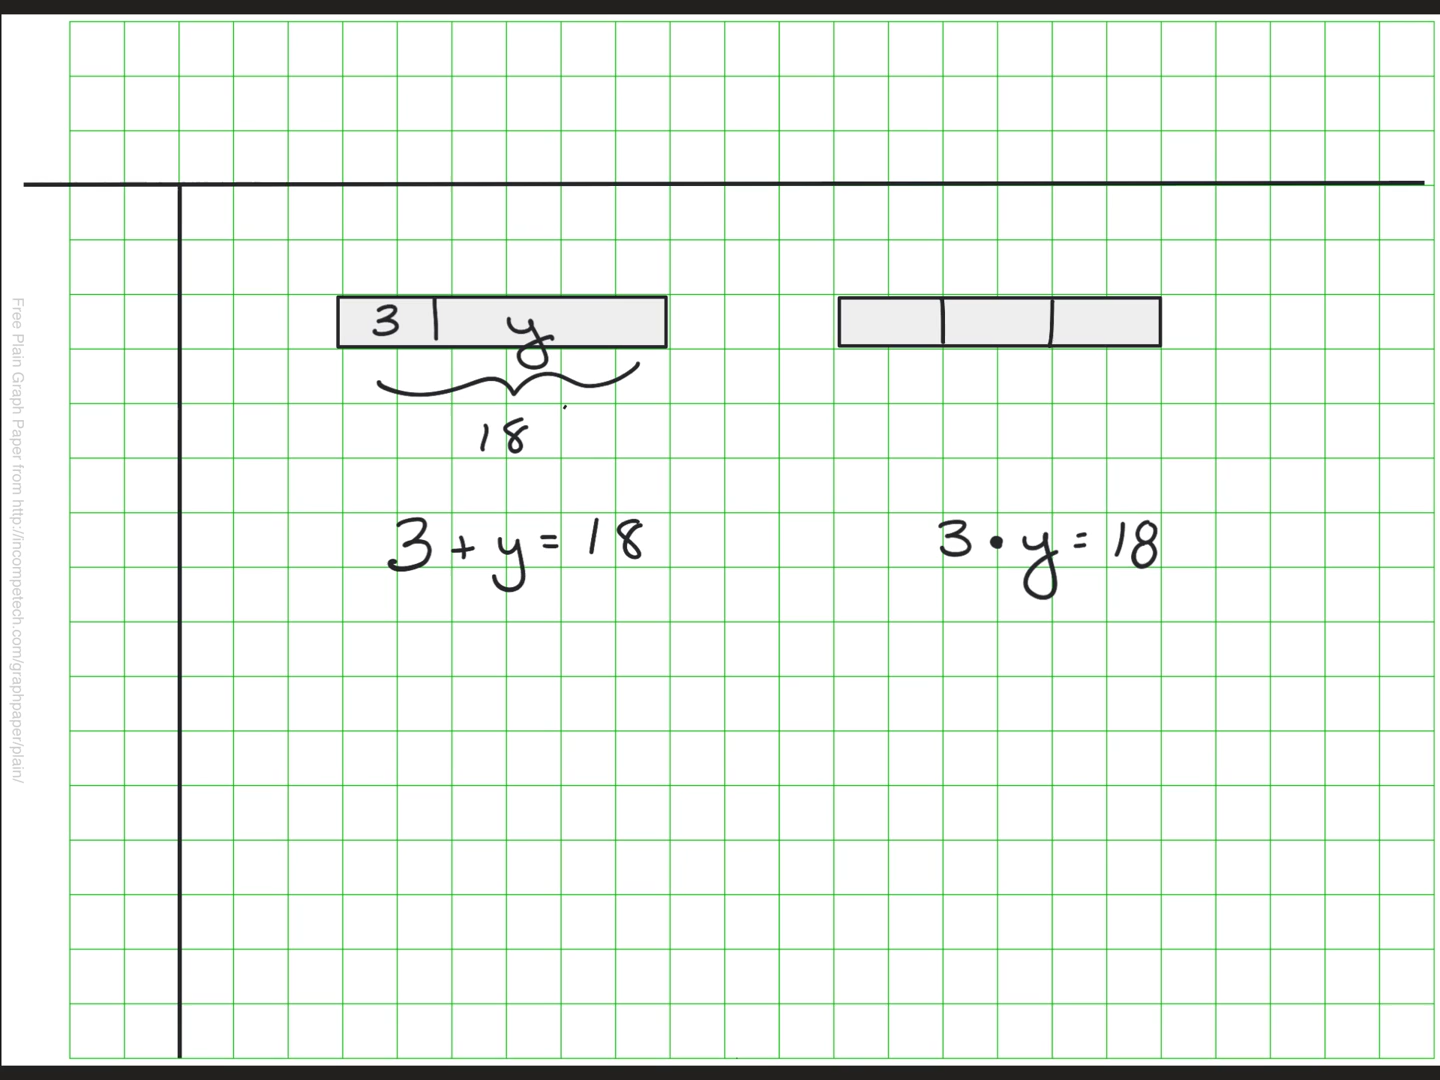 3 y
18
3 + y = 18
3 • y = 18
Free Plain Graph Paper from http://incompetech.com/graphpaper/plain/